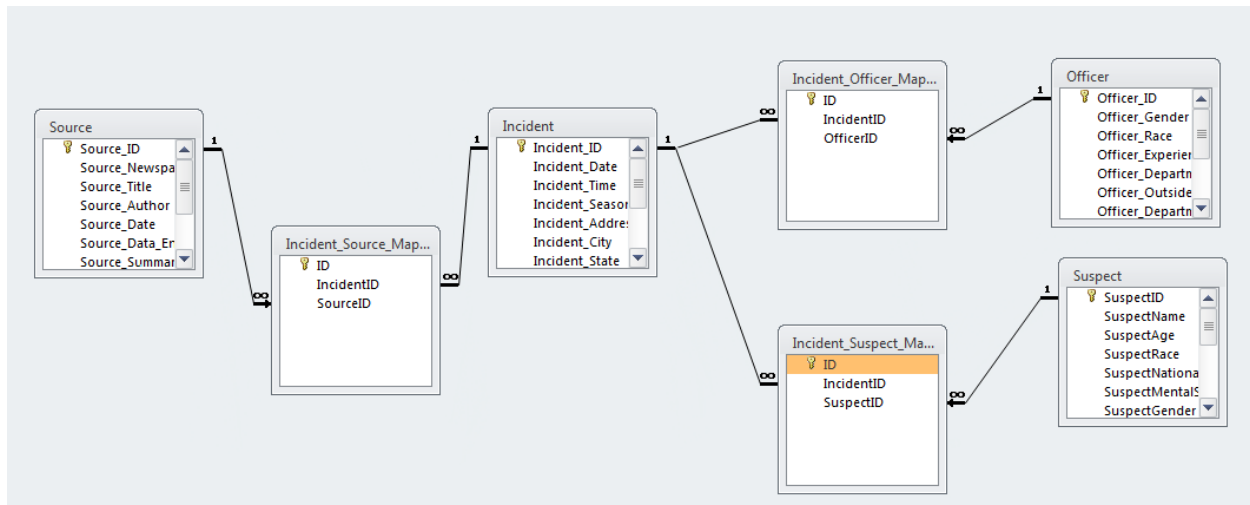 Source
Source_ID
Source_Newspa
Source_Title
Source_Author
Source_Date
Source_Data_En
Source_Summar
1
∞
Incident_Source_Map...
ID
IncidentID
SourceID
1
∞
Incident
Incident_ID
Incident_Date
Incident_Time
Incident_Season
Incident_Addres
Incident_City
Incident_State
1
∞
∞
Incident_Officer_Map...
ID
IncidentID
OfficerID
1
∞
Officer
Officer_ID
Officer_Gender
Officer_Race
Officer_Experien
Officer_Departm
Officer_Outside
Officer_Departn
Incident_Suspect_Ma...
ID
IncidentID
SuspectID
1
∞
Suspect
SuspectID
SuspectName
SuspectAge
SuspectRace
SuspectNationa
SuspectMentalS
SuspectGender